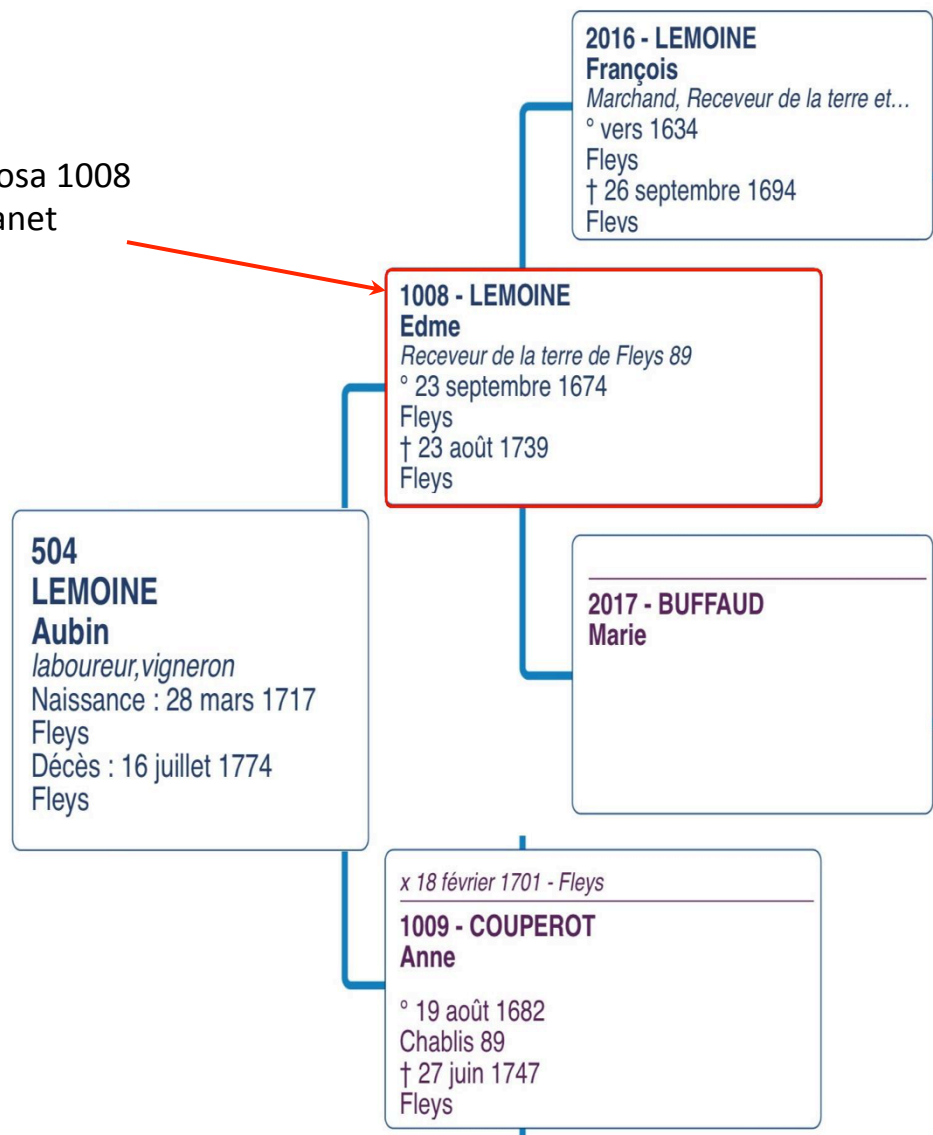 2016 - LEMOINE
François
Marchand, Receveur de la terre et...
° vers 1634
Fleys
† 26 septembre 1694
Fleys
osa 1008
anet
1008 - LEMOINE
Edme
Receveur de la terre de Fleys 89
° 23 septembre 1674
Fleys
† 23 août 1739
Fleys
504
LEMOINE
Aubin
laboureur,vigneron
Naissance : 28 mars 1717
Fleys
Décès : 16 juillet 1774
Fleys
2017 - BUFFAUD
Marie
x 18 février 1701 - Fleys
1009 - COUPEROT
Anne
° 19 août 1682
Chablis 89
† 27 juin 1747
Fleys